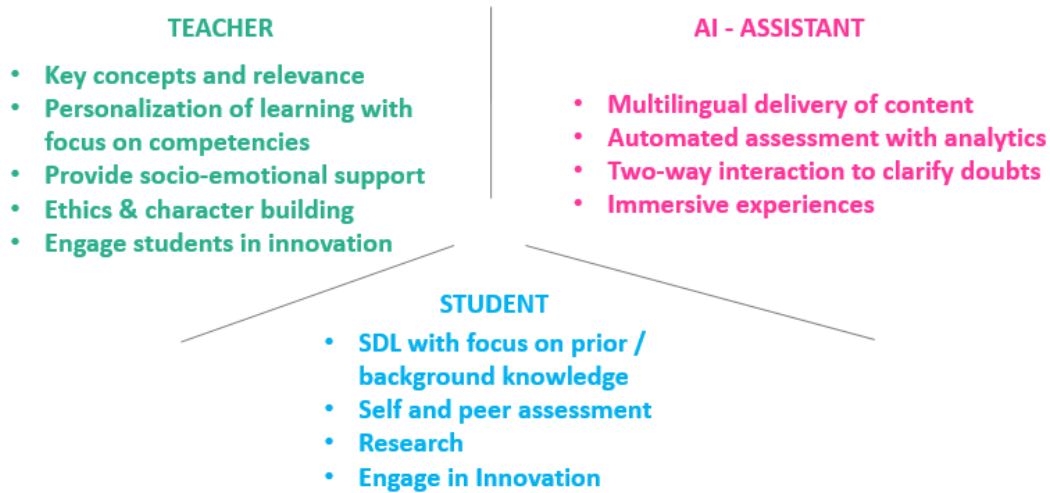 TEACHER
• Key concepts and relevance
• Personalization of learning with
focus on competencies
• Provide socio-emotional support
• Ethics & character building
• Engage students in innovation
AI - ASSISTANT
• Multilingual delivery of content
• Automated assessment with analytics
• Two-way interaction to clarify doubts
• Immersive experiences
STUDENT
• SDL with focus on prior /
background knowledge
• Self and peer assessment
• Research
• Engage in Innovation